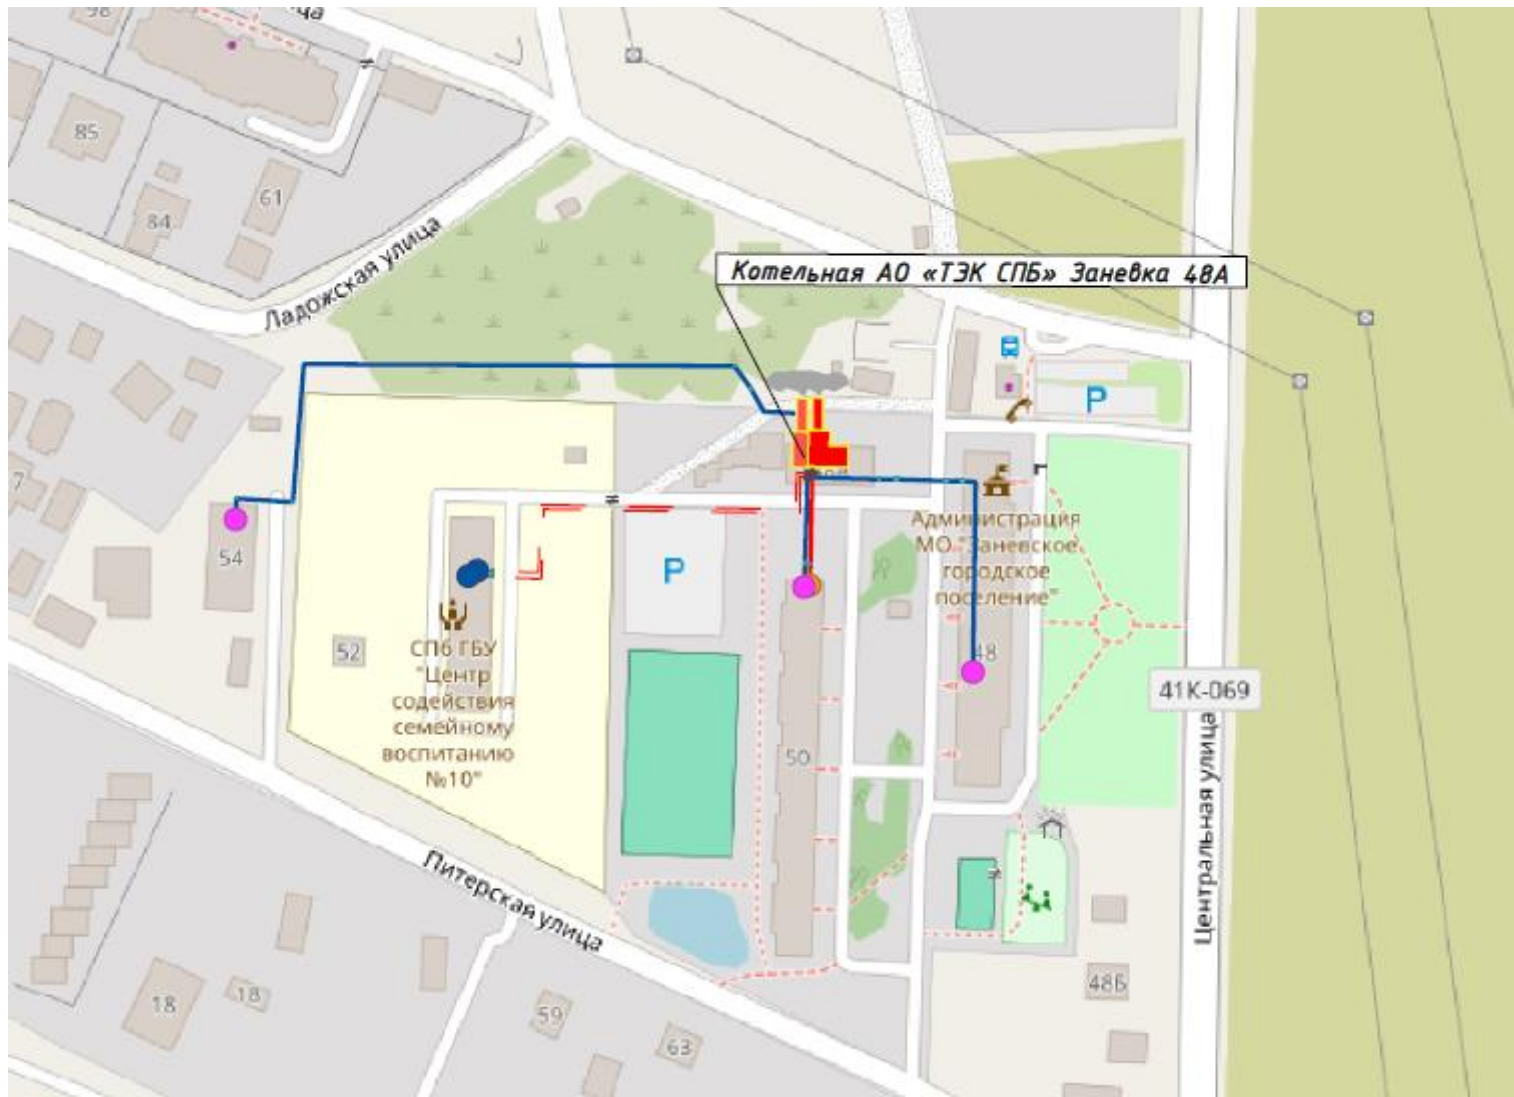 98
85
61
84
Ладожская улица
Котельная АО «ТЭК СПБ» Заневка 48А
P
7
54
Администрация
МО "Заневское
городское
поселение"
P
52
СПб ГБУ
"Центр
содействия
семейному
воспитанию
№10"
48
41К-069
50
Центральная улица
Питерская улица
48Б
18
18
59
63